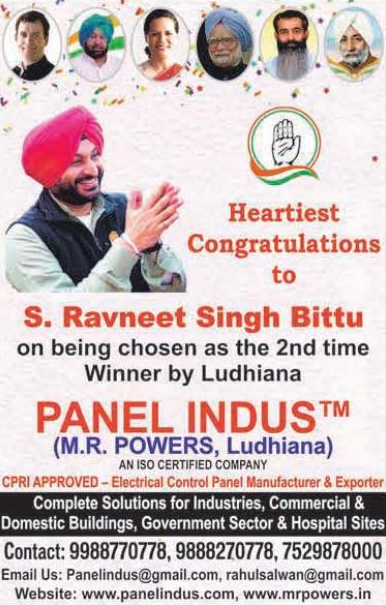 Heartiest
Congratulations
to
S. Ravneet Singh Bittu
on being chosen as the 2nd time
Winner by Ludhiana
PANEL INDUS™
(M.R. POWERS, Ludhiana)
AN ISO CERTIFIED COMPANY
CPRI APPROVED – Electrical Control Panel Manufacturer & Exporter
Complete Solutions for Industries, Commercial &
Domestic Buildings, Government Sector & Hospital Sites
Contact: 9988770778, 9888270778, 7529878000
Email Us: Panelindus@gmail.com, rahulsalwan@gmail.com
Website: www.panelindus.com, www.mrpowers.in